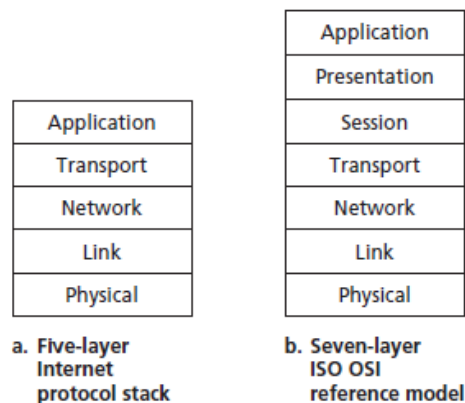 Application
Transport
Network
Link
Physical
a. Five-layer
Internet
protocol stack
Application
Presentation
Session
Transport
Network
Link
Physical
b. Seven-layer
ISO OSI
reference model